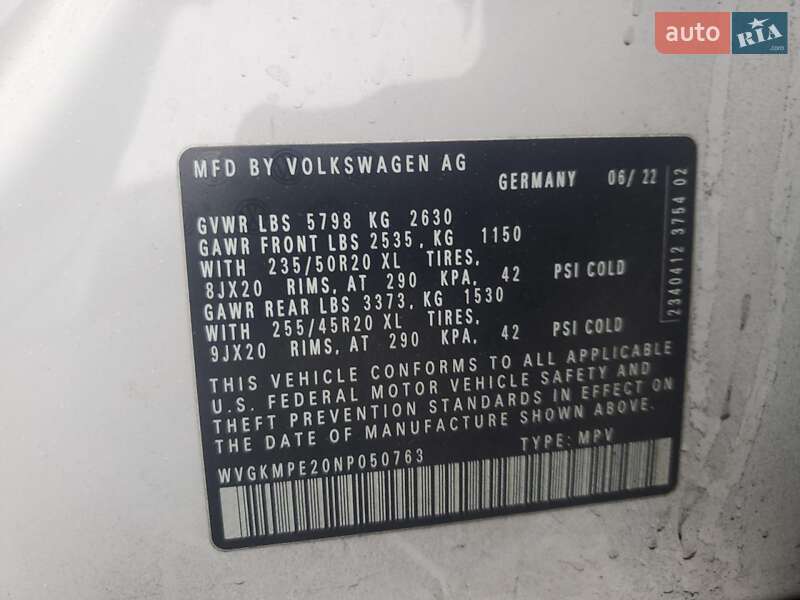 auto RIA
MFD BY VOLKSWAGEN AG
GERMANY 06/ 22
GVWR LBS 5798 KG 2630
GAWR FRONT LBS 2535, KG 1150
WITH 235/50R20 XL TIRES,
8JX20 RIMS, AT 290 KPA, 42 PSI COLD
GAWR REAR LBS 3373, KG 1530
WITH 255/45R20 XL TIRES,
9JX20 RIMS, AT 290 KPA, 42 PSI COLD
THIS VEHICLE CONFORMS TO ALL APPLICABLE
U.S. FEDERAL MOTOR VEHICLE SAFETY AND
THEFT PREVENTION STANDARDS IN EFFECT ON
THE DATE OF MANUFACTURE SHOWN ABOVE.
WVGKMPE20NP050763 TYPE: MPV
2340412 3754 02